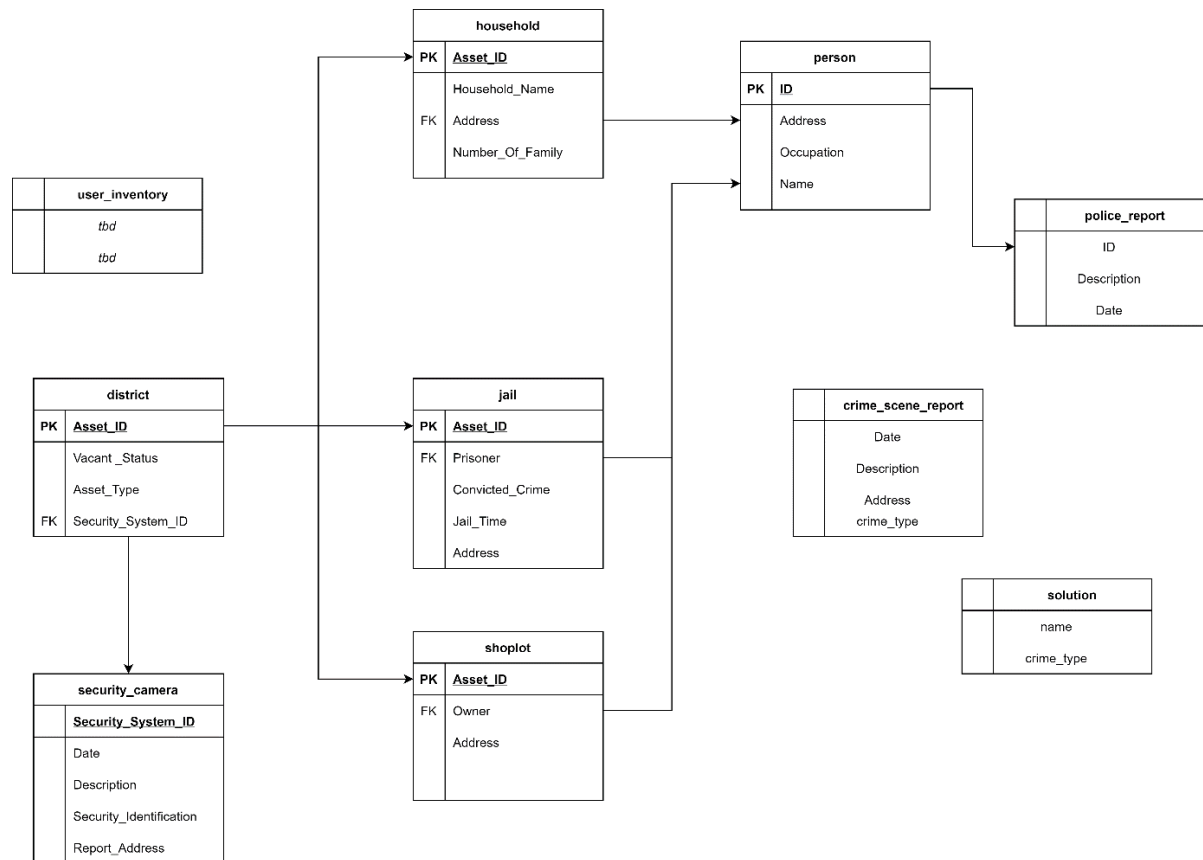 household
PK Asset_ID
Household_Name
FK Address
Number_Of_Family
person
PK ID
Address
Occupation
Name
user_inventory
tbd
tbd
police_report
ID
Description
Date
district
PK Asset_ID
Vacant _Status
Asset_Type
FK Security_System_ID
jail
PK Asset_ID
FK Prisoner
Convicted_Crime
Jail_Time
Address
crime_scene_report
Date
Description
Address
crime_type
solution
name
crime_type
shoplot
PK Asset_ID
FK Owner
Address
security_camera
Security_System_ID
Date
Description
Security_Identification
Report_Address